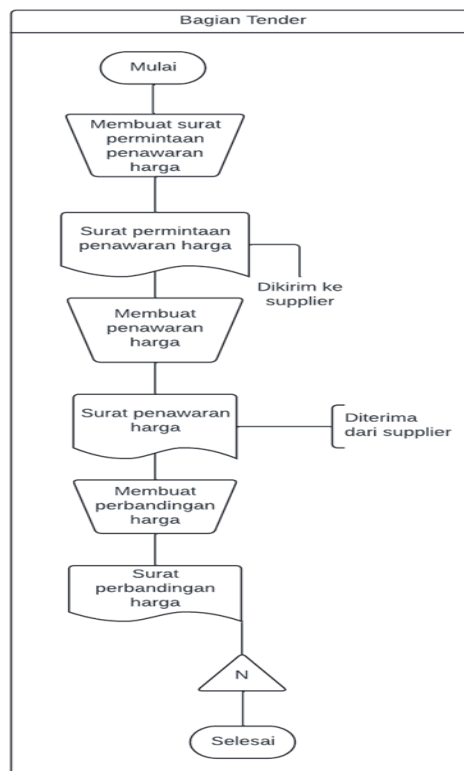 Bagian Tender
Mulai
Membuat surat
permintaan
penawaran
harga
Surat permintaan
penawaran harga
Dikirim ke
supplier
Membuat
penawaran
harga
Surat penawaran
harga
Diterima
dari supplier
Membuat
perbandingan
harga
Surat
perbandingan
harga
N
Selesai